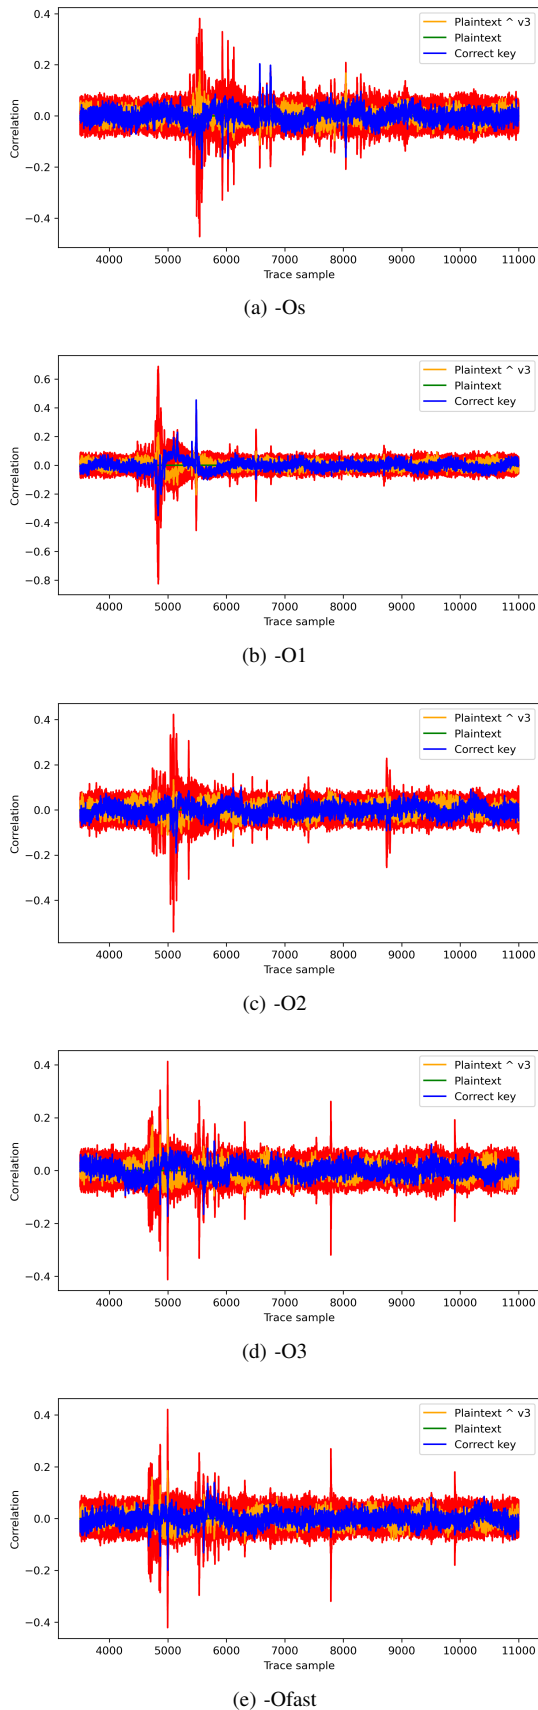 0.4
0.2
0.0
−0.2
−0.4
Correlation
Plaintext ^ v3
Plaintext
Correct key
4000 5000 6000 7000 8000 9000 10000 11000
Trace sample
(a) -Os
0.6
0.4
0.2
0.0
−0.2
−0.4
−0.6
−0.8
Correlation
Plaintext ^ v3
Plaintext
Correct key
4000 5000 6000 7000 8000 9000 10000 11000
Trace sample
(b) -O1
0.4
0.2
0.0
−0.2
−0.4
Correlation
Plaintext ^ v3
Plaintext
Correct key
4000 5000 6000 7000 8000 9000 10000 11000
Trace sample
(c) -O2
0.4
0.2
0.0
−0.2
−0.4
Correlation
Plaintext ^ v3
Plaintext
Correct key
4000 5000 6000 7000 8000 9000 10000 11000
Trace sample
(d) -O3
0.4
0.2
0.0
−0.2
−0.4
Correlation
Plaintext ^ v3
Plaintext
Correct key
4000 5000 6000 7000 8000 9000 10000 11000
Trace sample
(e) -Ofast